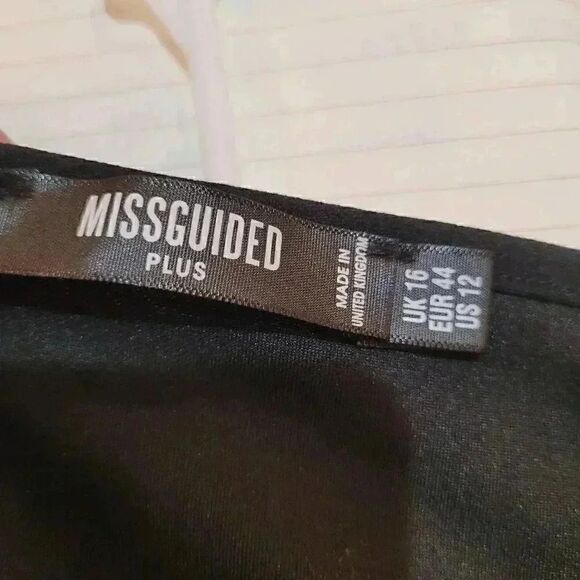 MISSGUIDED
PLUS
MADE IN
UNITED KINGDOM
UK 16
EUR 44
US 12